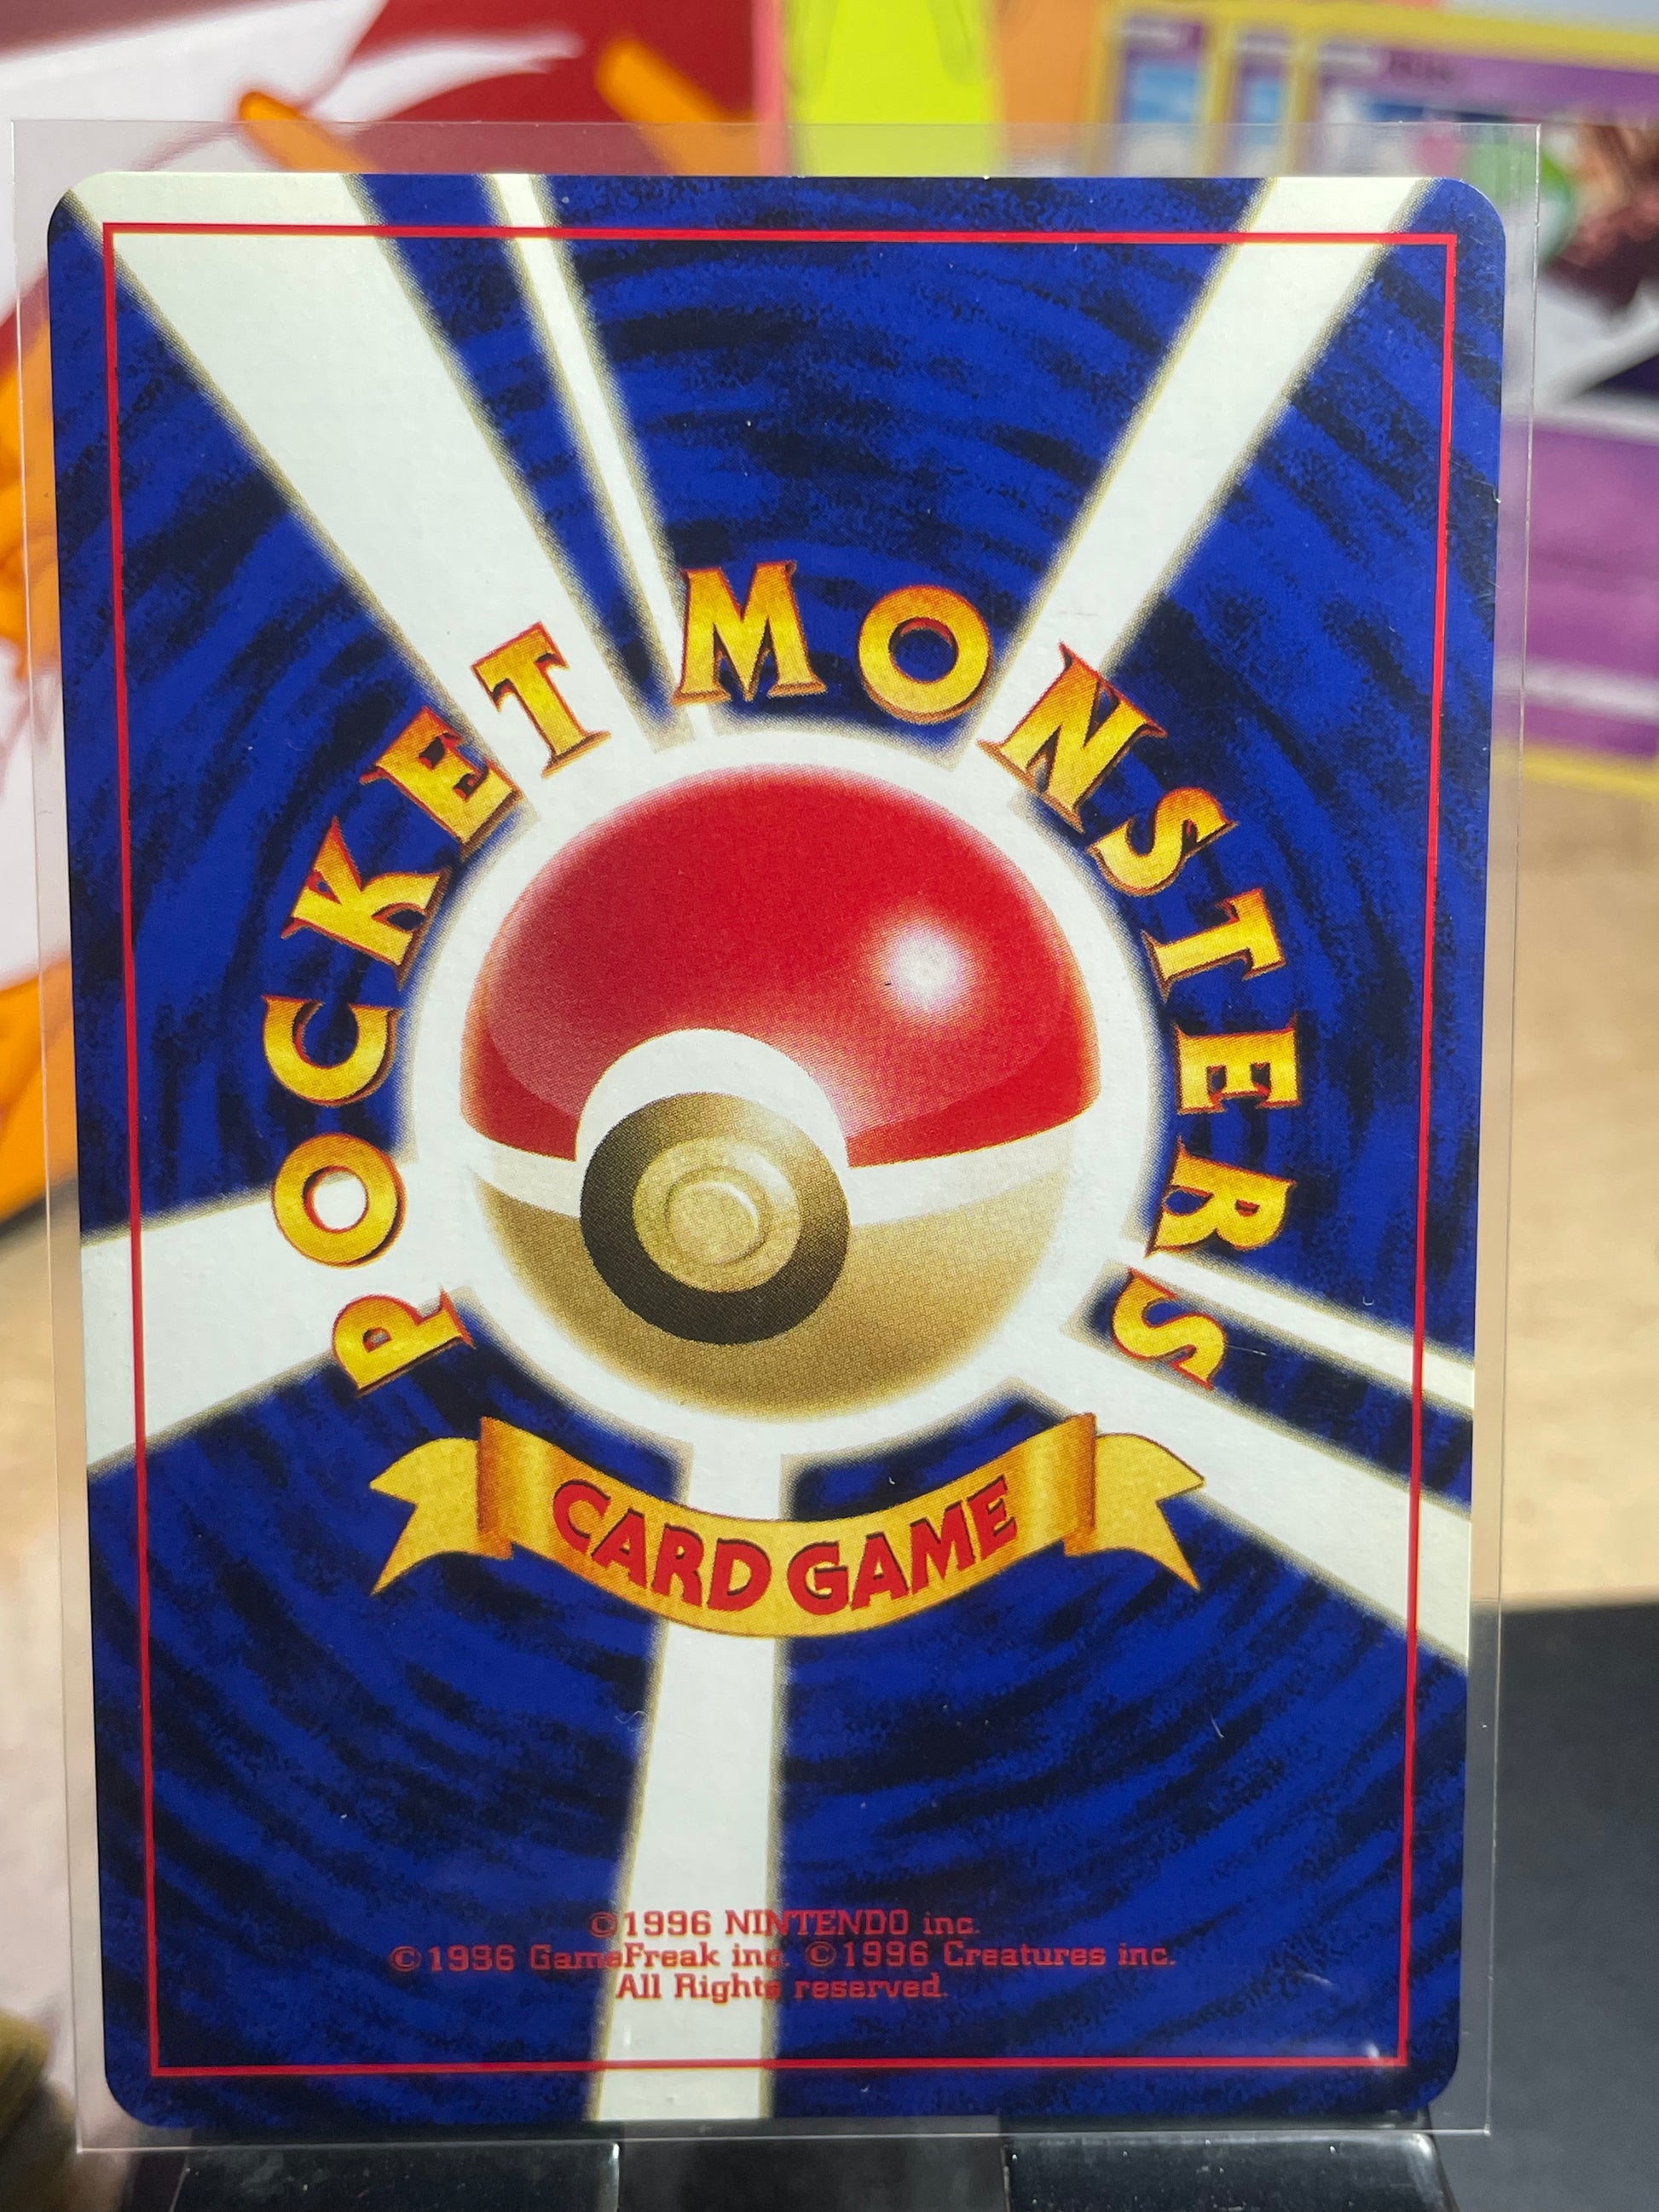 POCKET MONSTERS
CARD GAME
©1996 NINTENDO inc.
©1996 GameFreak inc. ©1996 Creatures inc.
All Rights reserved.